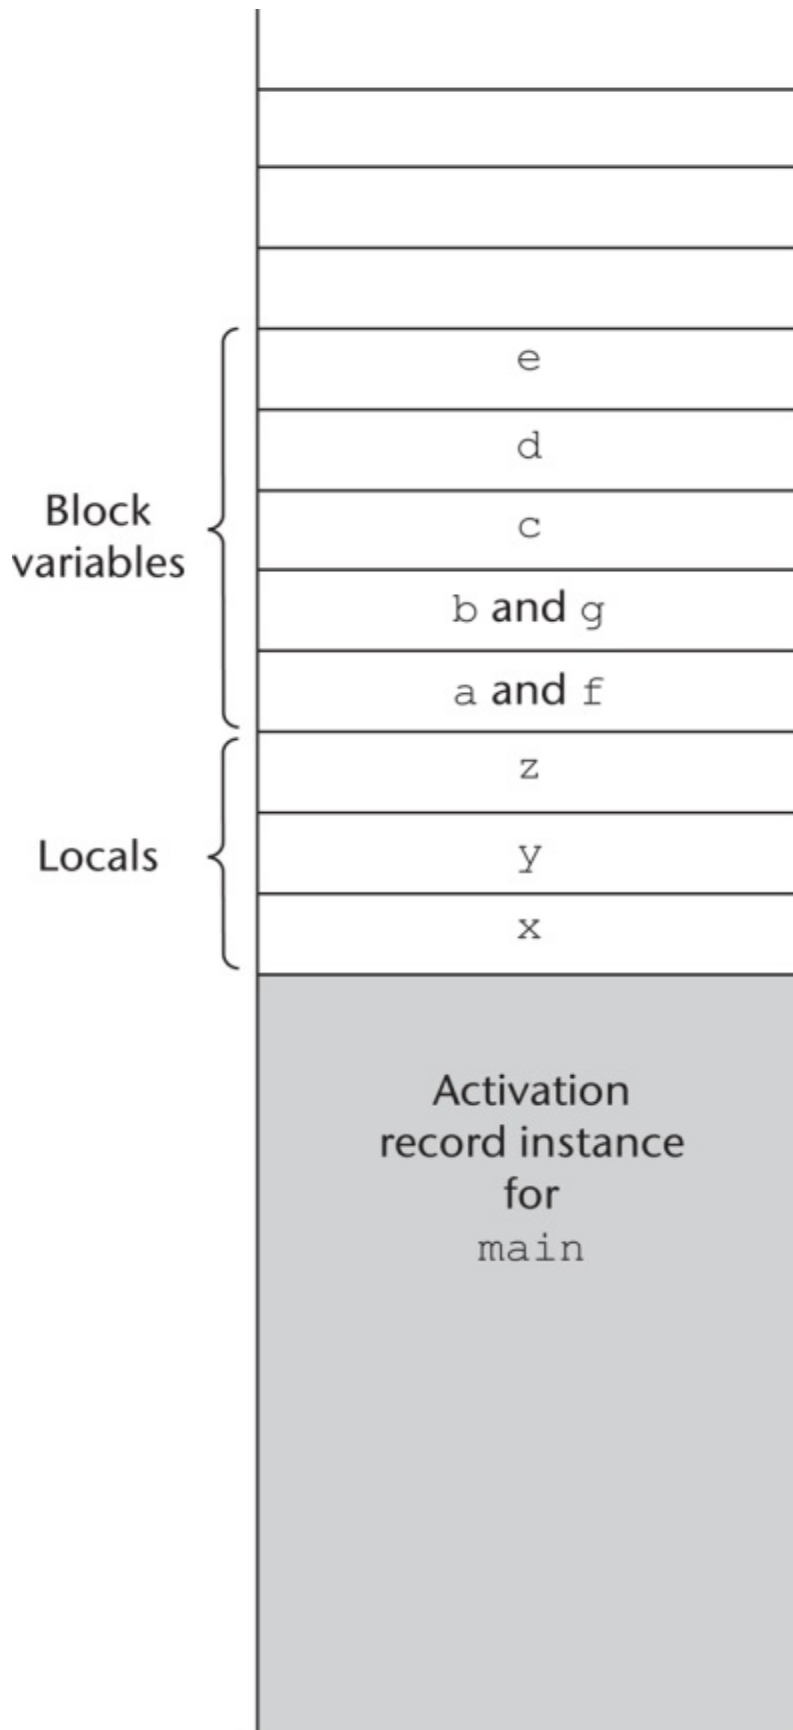 e
d
Block
variables
c
b and g
a and f
z
Locals
y
x
Activation
record instance
for
main